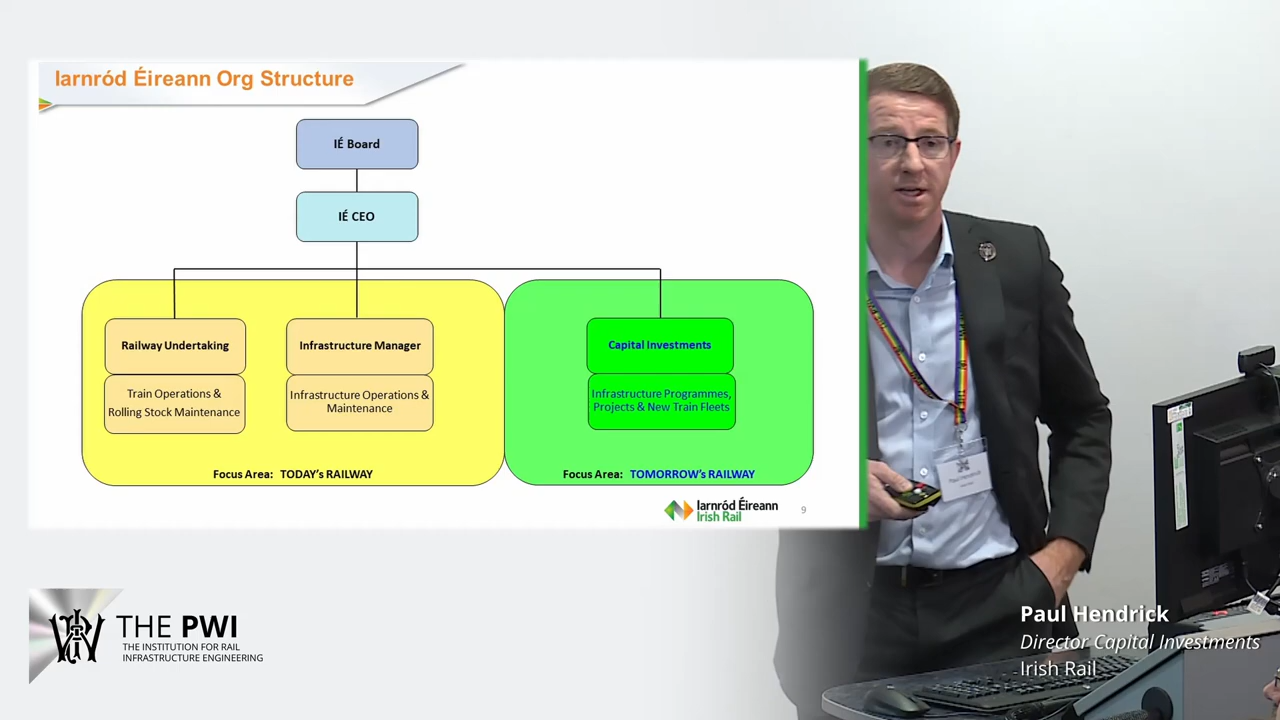 Iarnród Éireann Org Structure
IÉ Board
IÉ CEO
Railway Undertaking
Train Operations &
Rolling Stock Maintenance
Infrastructure Manager
Infrastructure Operations &
Maintenance
Capital Investments
Infrastructure Programmes,
Projects & New Train Fleets
Focus Area: TODAY's RAILWAY
Focus Area: TOMORROW's RAILWAY
Iarnród Éireann
Irish Rail
9
THE PWI
THE INSTITUTION FOR RAIL
INFRASTRUCTURE ENGINEERING
Paul Hendrick
Director Capital Investments
Irish Rail
Paul Hendrick